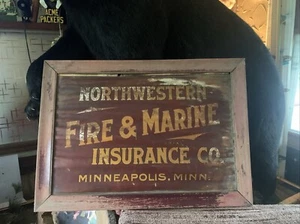 ACME
PACKERS
NORTHWESTERN
FIRE & MARINE
INSURANCE CO.
MINNEAPOLIS, MINN.